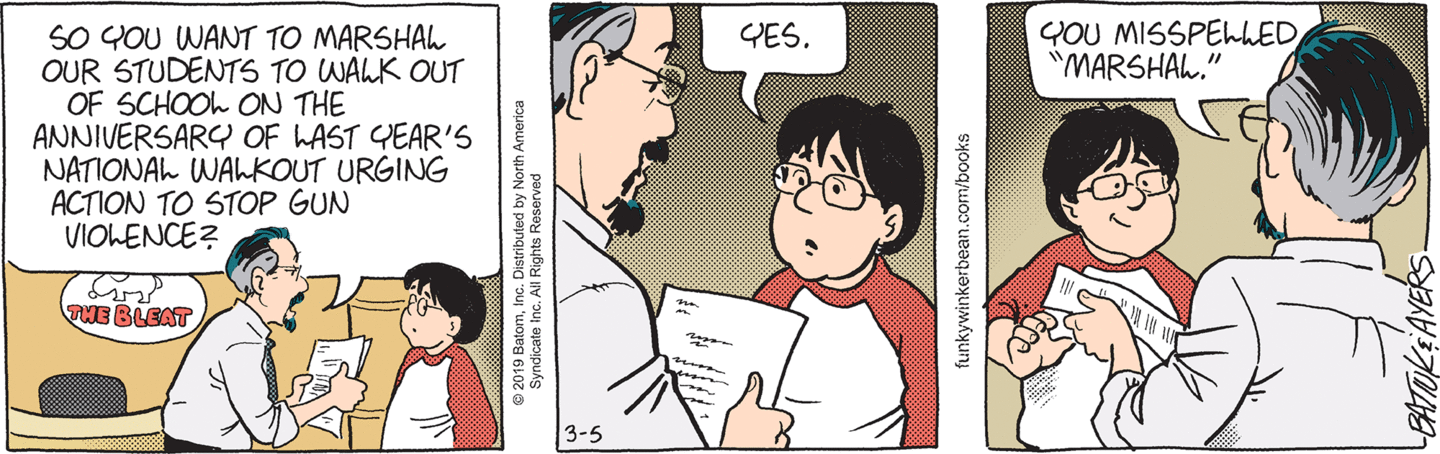 SO YOU WANT TO MARSHAL
OUR STUDENTS TO WALK OUT
OF SCHOOL ON THE
ANNIVERSARY OF LAST YEAR'S
NATIONAL WALKOUT URGING
ACTION TO STOP GUN
VIOLENCE?
THE BLEAT
© 2019 Batom, Inc. Distributed by North America
Syndicate Inc. All Rights Reserved
YES.
3-5
funkywinkerbean.com/books
YOU MISSPELLED
"MARSHAL."
BATIUK & AYERS